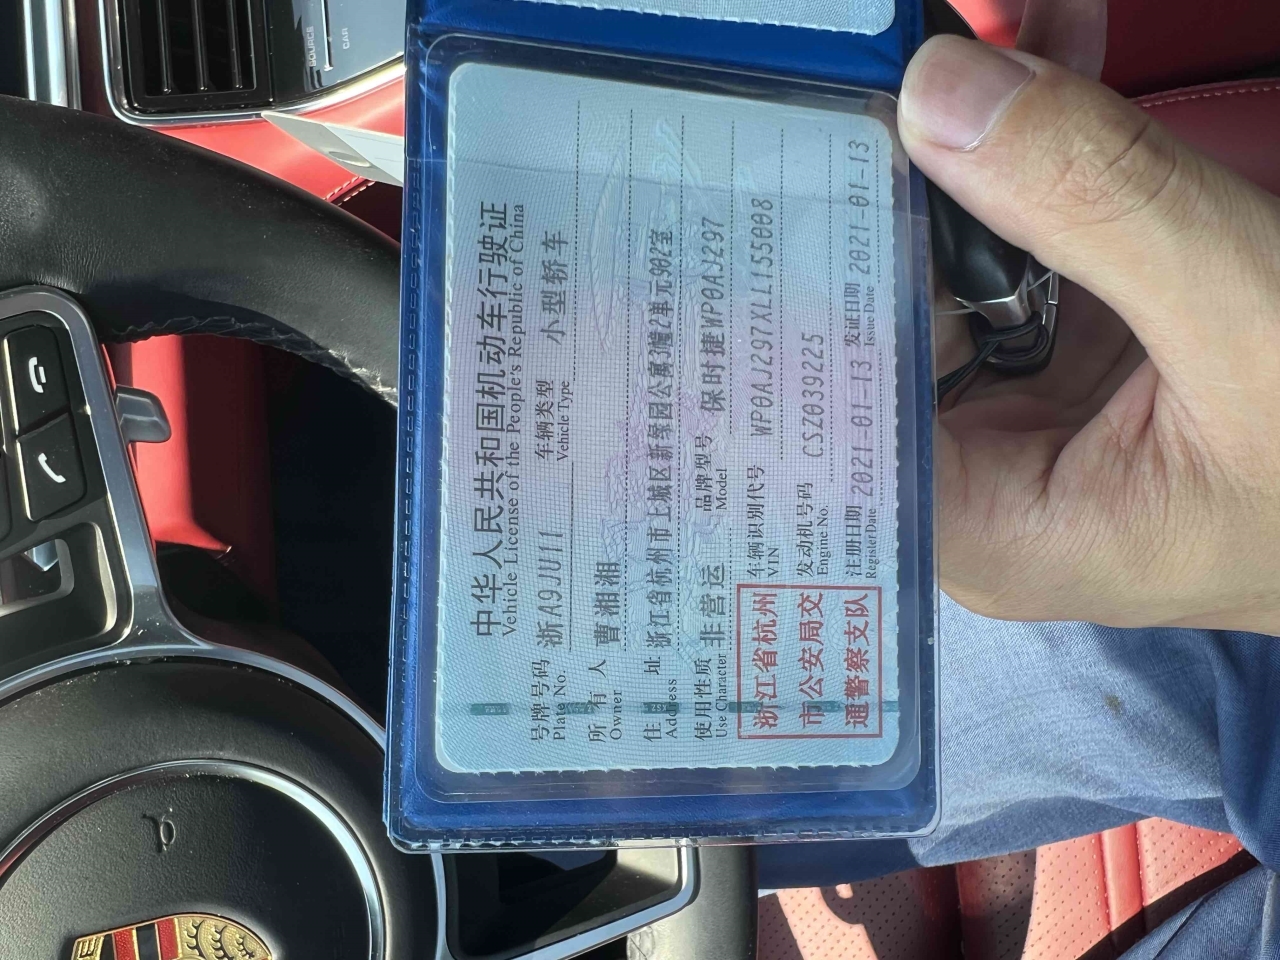 中华人民共和国机动车行驶证
Vehicle License of the People's Republic of China
号牌号码 浙A9JU11 车辆类型 小型轿车
Plate No. Vehicle Type
所有人 曹湘湘
Owner
住址 浙江省杭州市上城区新绿园公寓3幢2单元902室
Address
使用性质 非营运 品牌型号 保时捷WP0AJ297
Use Character Model
车辆识别代号 WP0AJ297XLL155008
VIN
发动机号码 CSZ039225
Engine No.
注册日期 2021-01-13 发证日期 2021-01-13
Register Date Issue Date
浙江省杭州
市公安局交
通警察支队
SOURCE
CAR